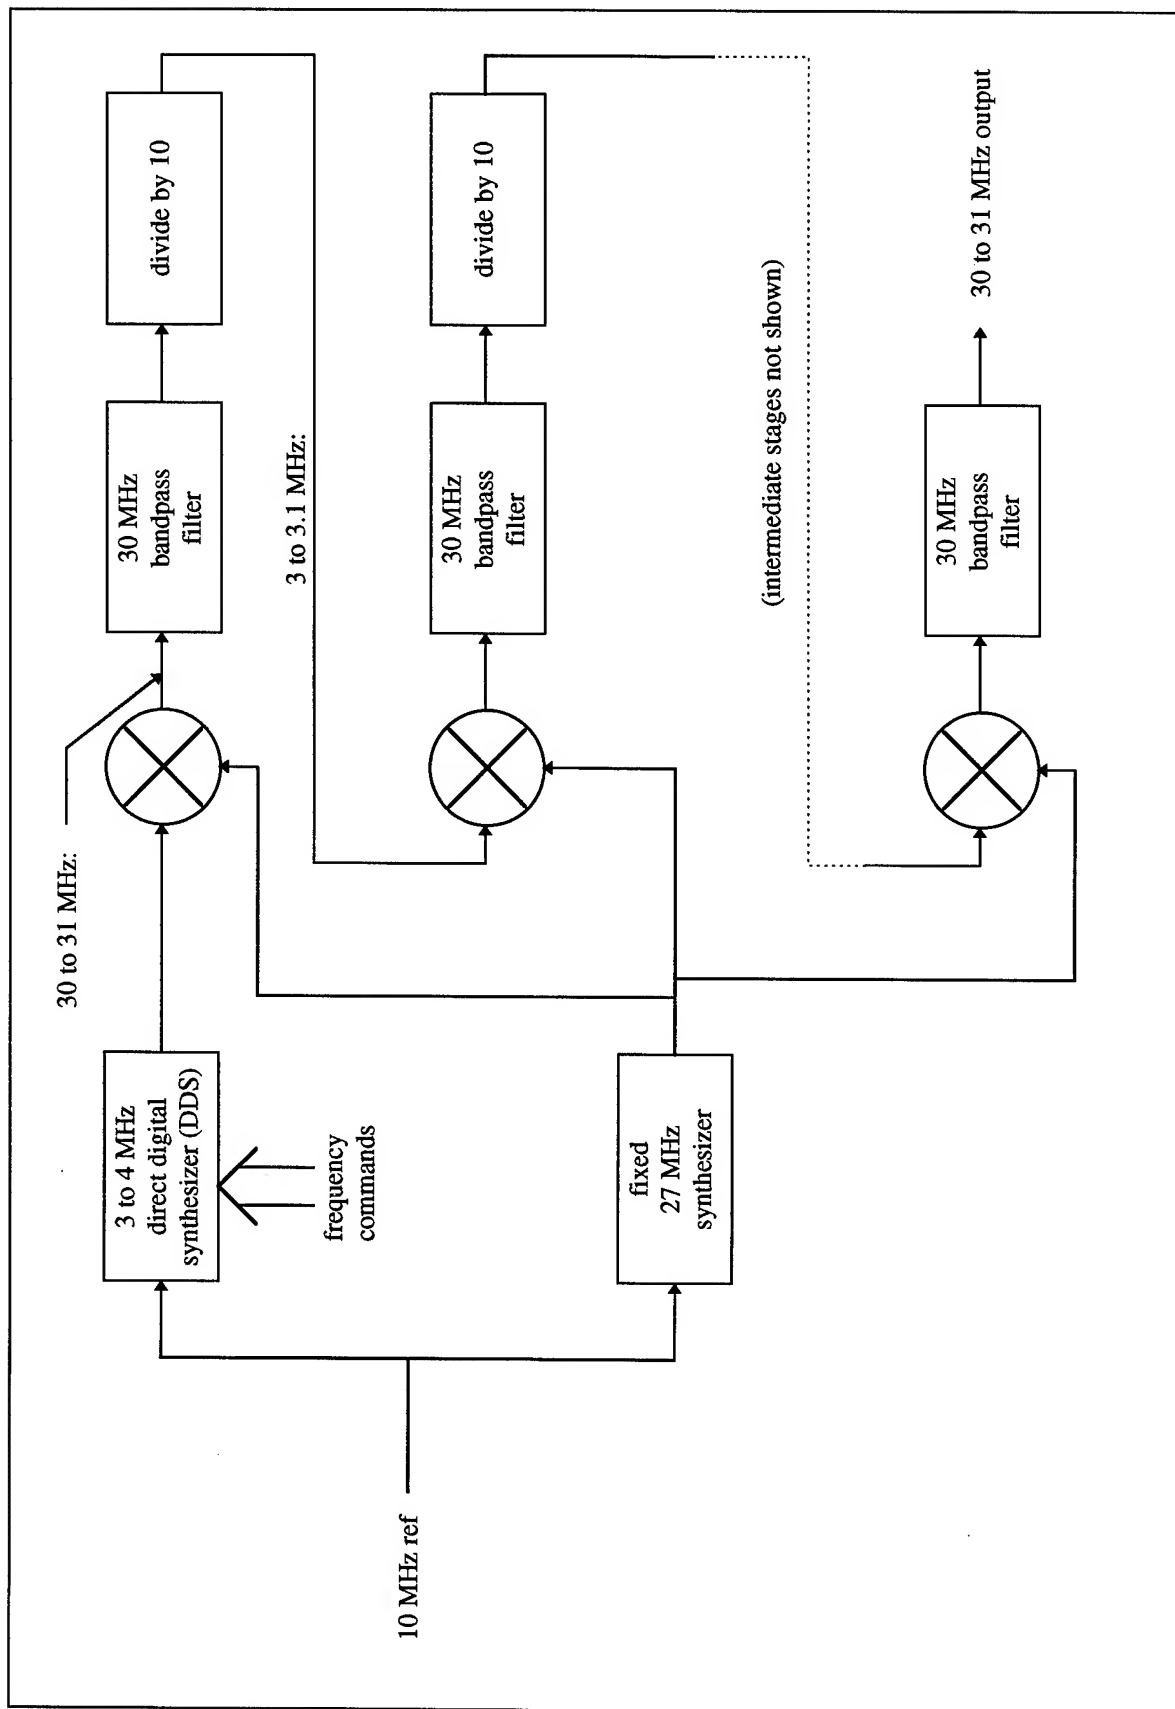 30 to 31 MHz:
3 to 4 MHz
direct digital
synthesizer (DDS)
30 MHz
bandpass
filter
divide by 10
frequency
commands
3 to 3.1 MHz:
10 MHz ref
30 MHz
bandpass
filter
divide by 10
fixed
27 MHz
synthesizer
(intermediate stages not shown)
30 MHz
bandpass
filter
30 to 31 MHz output